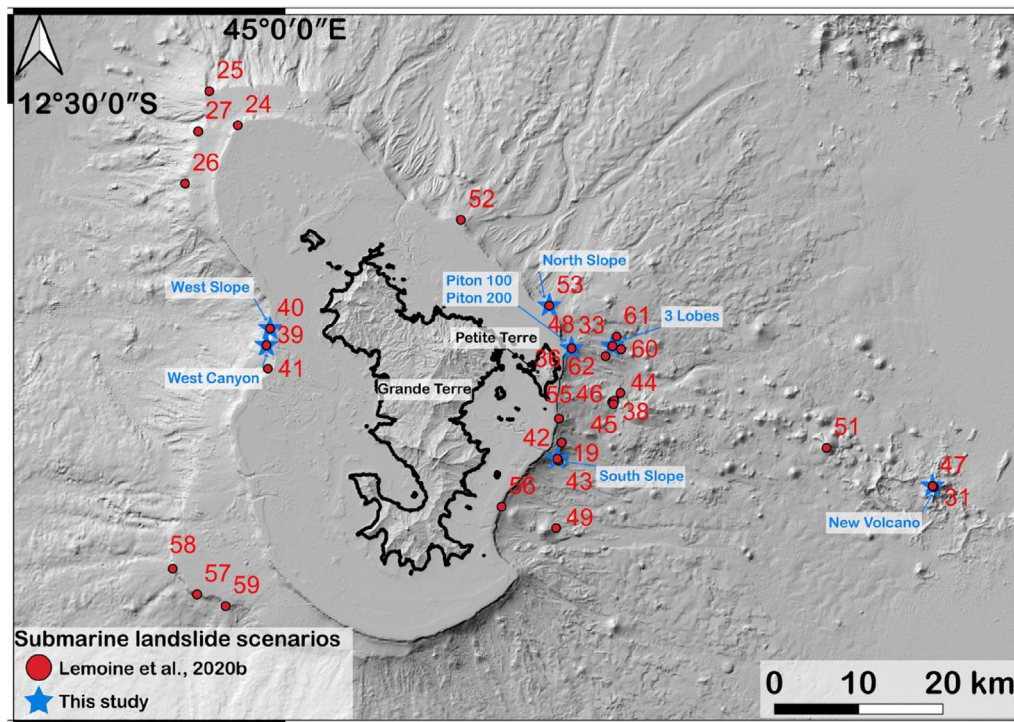 45°0′0″E
25
12°30′0″S
27
24
26
52
North Slope
Piton 100
Piton 200
53
West Slope
40
48
33
61
3 Lobes
39
Petite Terre
36
62
60
41
West Canyon
Grande Terre
55
46
44
45
38
42
19
51
43
South Slope
47
31
56
49
New Volcano
58
57
59
Submarine landslide scenarios
Lemoine et al., 2020b
This study
0 10 20 km